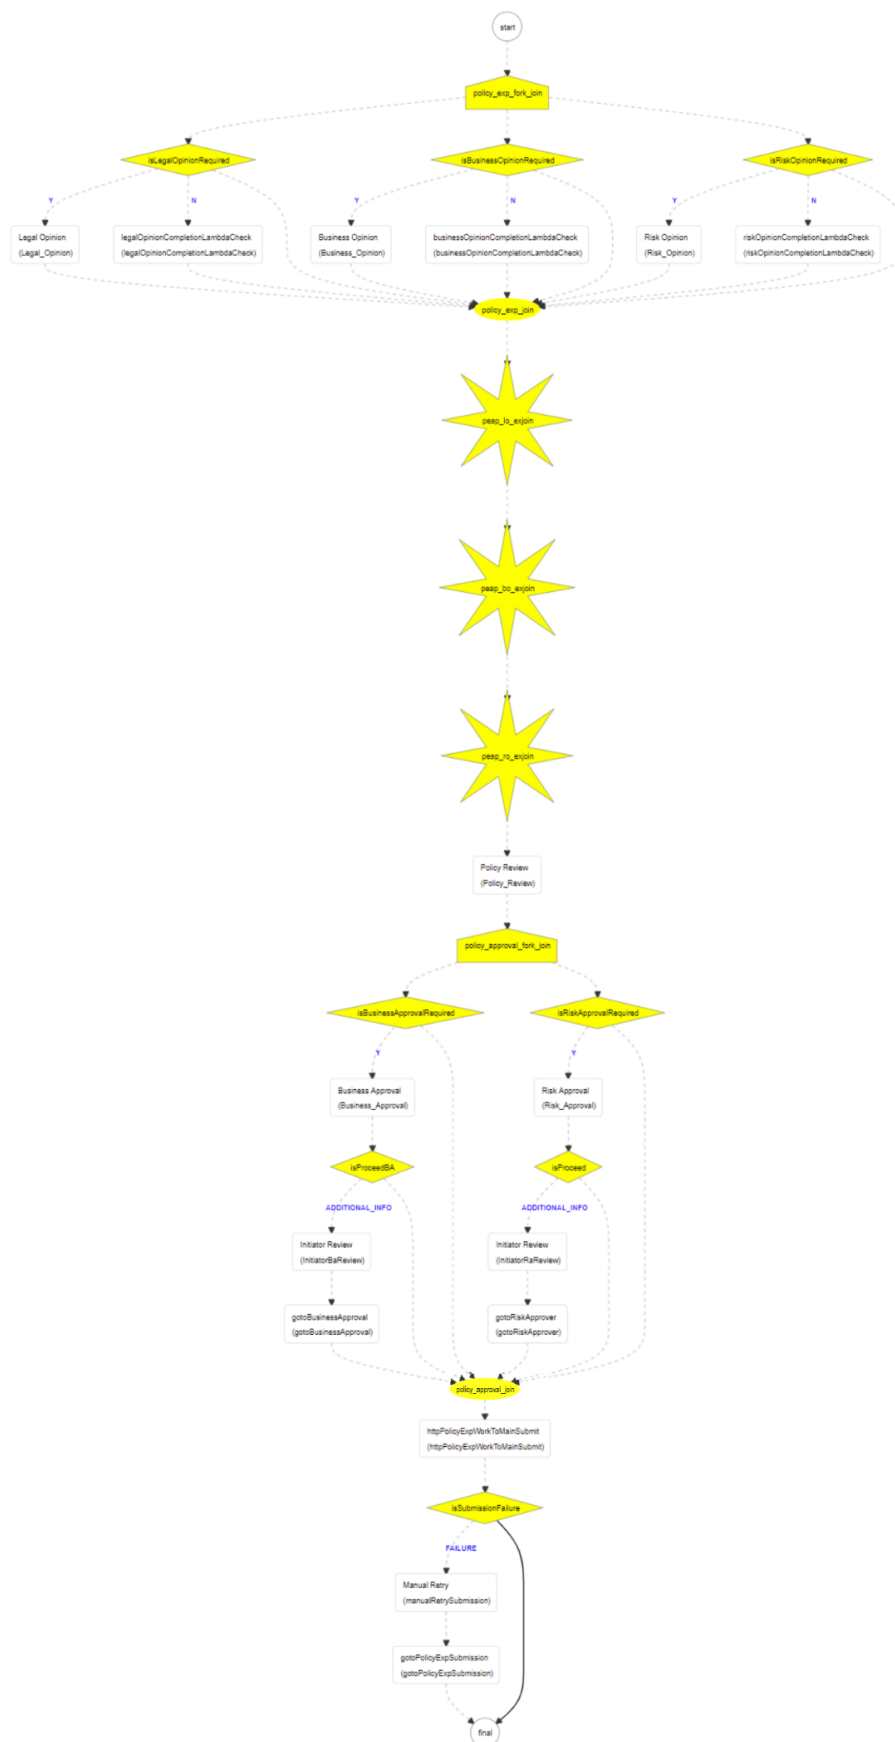 start
policy_exp_fork_join
isLegalOpinionRequired
isBusinessOpinionRequired
isRiskOpinionRequired
Y
N
Y
N
Y
N
Legal Opinion
(Legal_Opinion)
legalOpinionCompletionLambdaCheck
(legalOpinionCompletionLambdaCheck)
Business Opinion
(Business_Opinion)
businessOpinionCompletionLambdaCheck
(businessOpinionCompletionLambdaCheck)
Risk Opinion
(Risk_Opinion)
riskOpinionCompletionLambdaCheck
(riskOpinionCompletionLambdaCheck)
policy_exp_join
peap_lo_exjoin
peap_bo_exjoin
peap_ro_exjoin
Policy Review
(Policy_Review)
policy_approval_fork_join
isBusinessApprovalRequired
isRiskApprovalRequired
Y
Y
Business Approval
(Business_Approval)
Risk Approval
(Risk_Approval)
isProceedBA
isProceed
ADDITIONAL_INFO
ADDITIONAL_INFO
Initiator Review
(InitiatorBaReview)
Initiator Review
(InitiatorRaReview)
gotoBusinessApproval
(gotoBusinessApproval)
gotoRiskApprover
(gotoRiskApprover)
policy_approval_join
httpPolicyExpWorkToMainSubmit
(httpPolicyExpWorkToMainSubmit)
isSubmissionFailure
FAILURE
Manual Retry
(manualRetrySubmission)
gotoPolicyExpSubmission
(gotoPolicyExpSubmission)
final